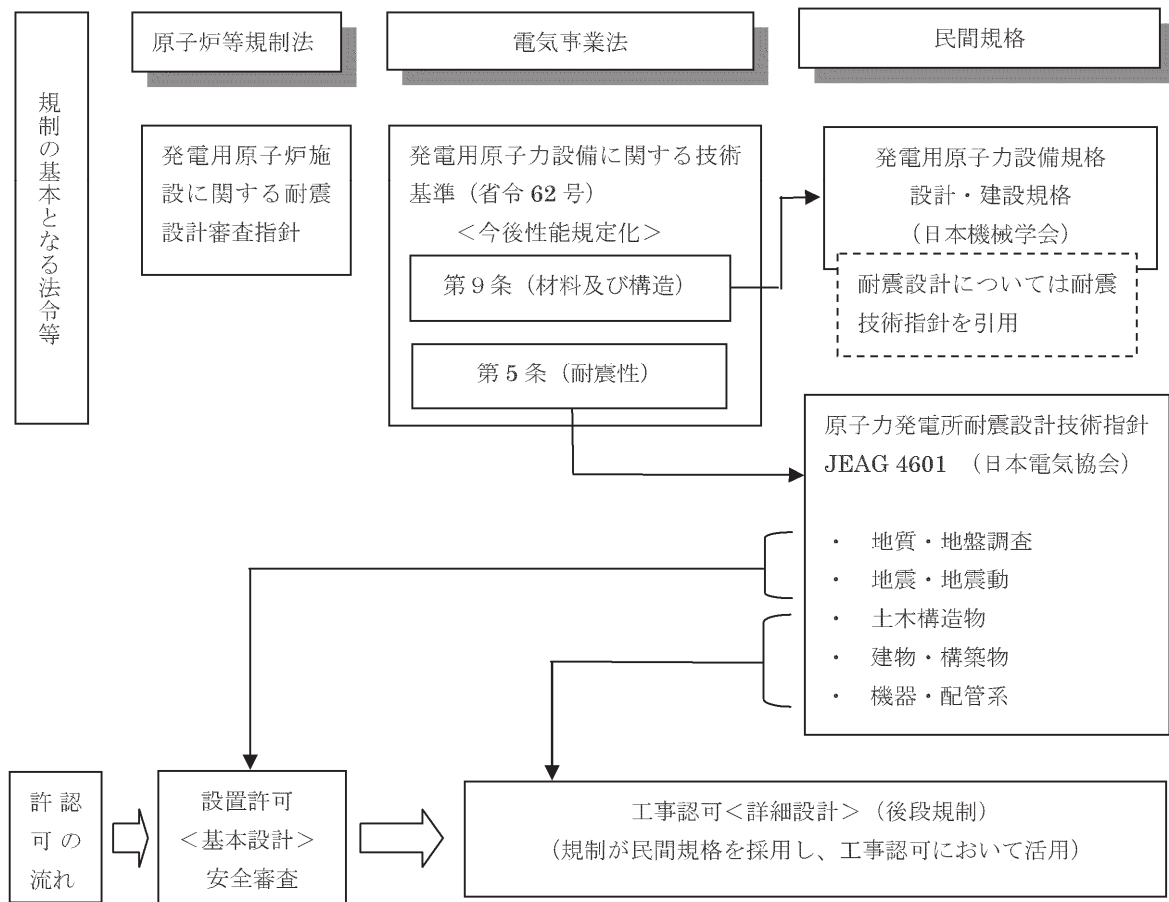 規制の基本となる法令等
原子炉等規制法
電気事業法
民間規格
発電用原子炉施
設に関する耐震
設計審査指針
発電用原子力設備に関する技術
基準（省令 62 号）
＜今後性能規定化＞
第９条（材料及び構造）
第 5 条（耐震性）
発電用原子力設備規格
設計・建設規格
（日本機械学会）
耐震設計については耐震
技術指針を引用
原子力発電所耐震設計技術指針
JEAG 4601 （日本電気協会）
・ 地質・地盤調査
・ 地震・地震動
・ 土木構造物
・ 建物・構築物
・ 機器・配管系
許 認
可 の
流れ
設置許可
＜基本設計＞
安全審査
工事認可＜詳細設計＞（後段規制）
（規制が民間規格を採用し、工事認可において活用）